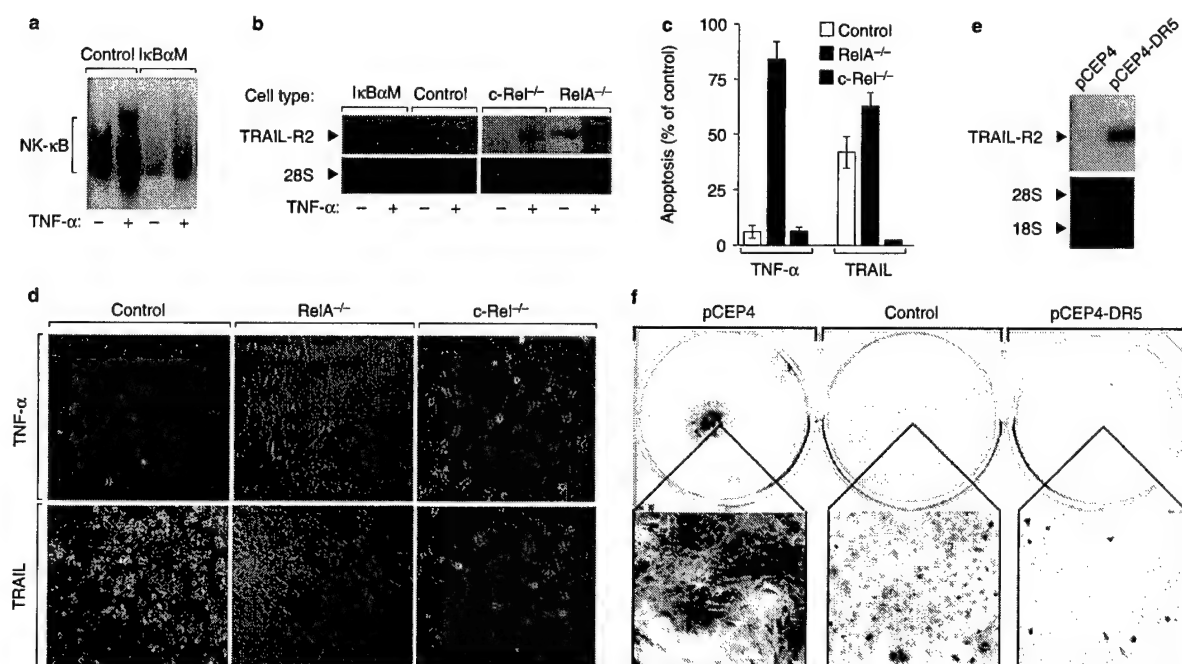 a
Control IκBαM
NK-κB
TNF-α: – + – +
b
Cell type: IκBαM Control c-Rel–/– RelA–/–
TRAIL-R2
28S
TNF-α: – + – + – + – +
c
Apoptosis (% of control)
100
75
50
25
0
Control
RelA–/–
c-Rel–/–
TNF-α TRAIL
e
pCEP4 pCEP4-DR5
TRAIL-R2
28S
18S
d
Control RelA–/– c-Rel–/–
TNF-α
TRAIL
f
pCEP4 Control pCEP4-DR5